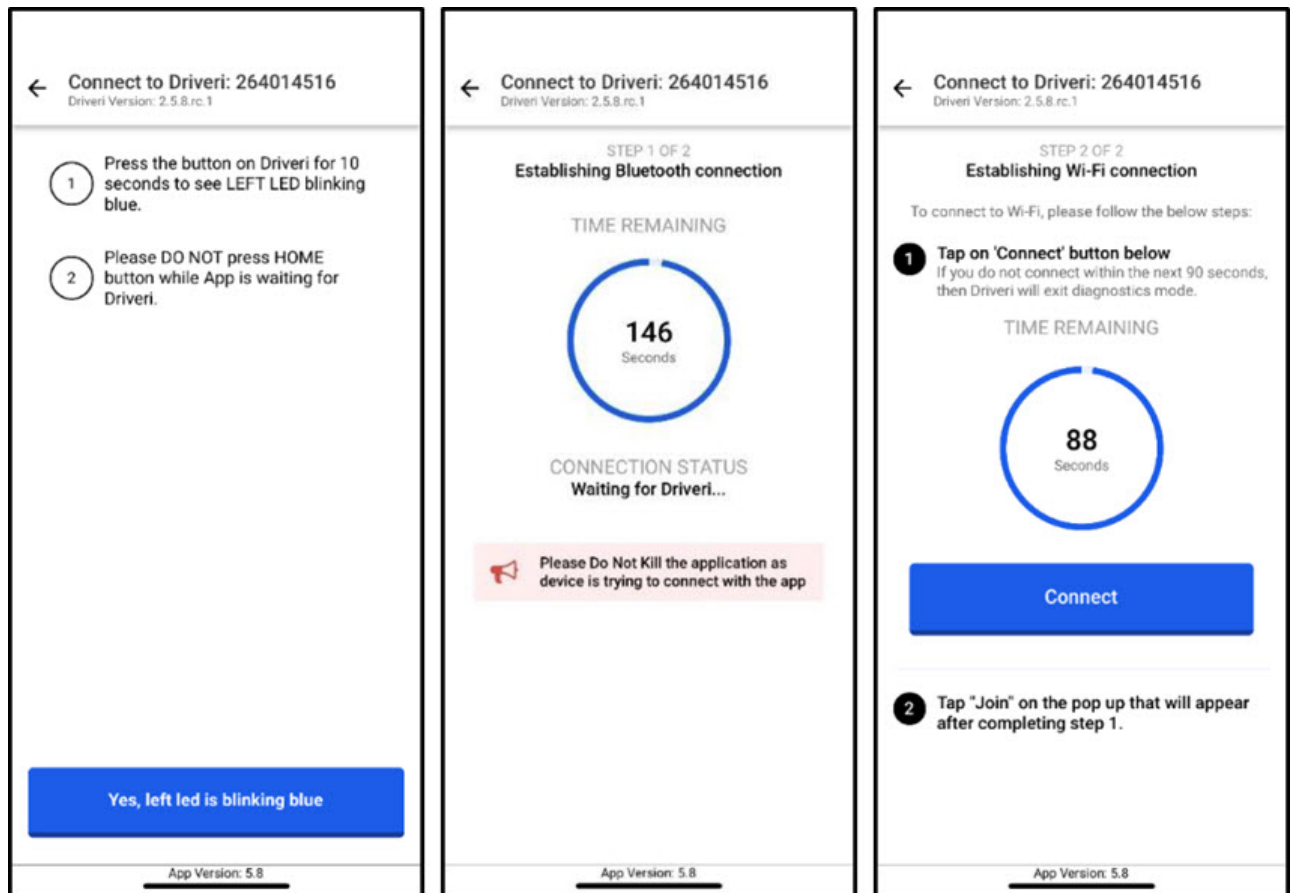 Connect to Driveri: 264014516
Driveri Version: 2.5.8.rc.1
1
Press the button on Driveri for 10
seconds to see LEFT LED blinking
blue.
2
Please DO NOT press HOME
button while App is waiting for
Driveri.
Yes, left led is blinking blue
App Version: 5.8
Connect to Driveri: 264014516
Driveri Version: 2.5.8.rc.1
STEP 1 OF 2
Establishing Bluetooth connection
TIME REMAINING
146
Seconds
CONNECTION STATUS
Waiting for Driveri...
Please Do Not Kill the application as
device is trying to connect with the app
App Version: 5.8
Connect to Driveri: 264014516
Driveri Version: 2.5.8.rc.1
STEP 2 OF 2
Establishing Wi-Fi connection
To connect to Wi-Fi, please follow the below steps:
1
Tap on 'Connect' button below
If you do not connect within the next 90 seconds,
then Driveri will exit diagnostics mode.
TIME REMAINING
88
Seconds
Connect
2
Tap "Join" on the pop up that will appear
after completing step 1.
App Version: 5.8